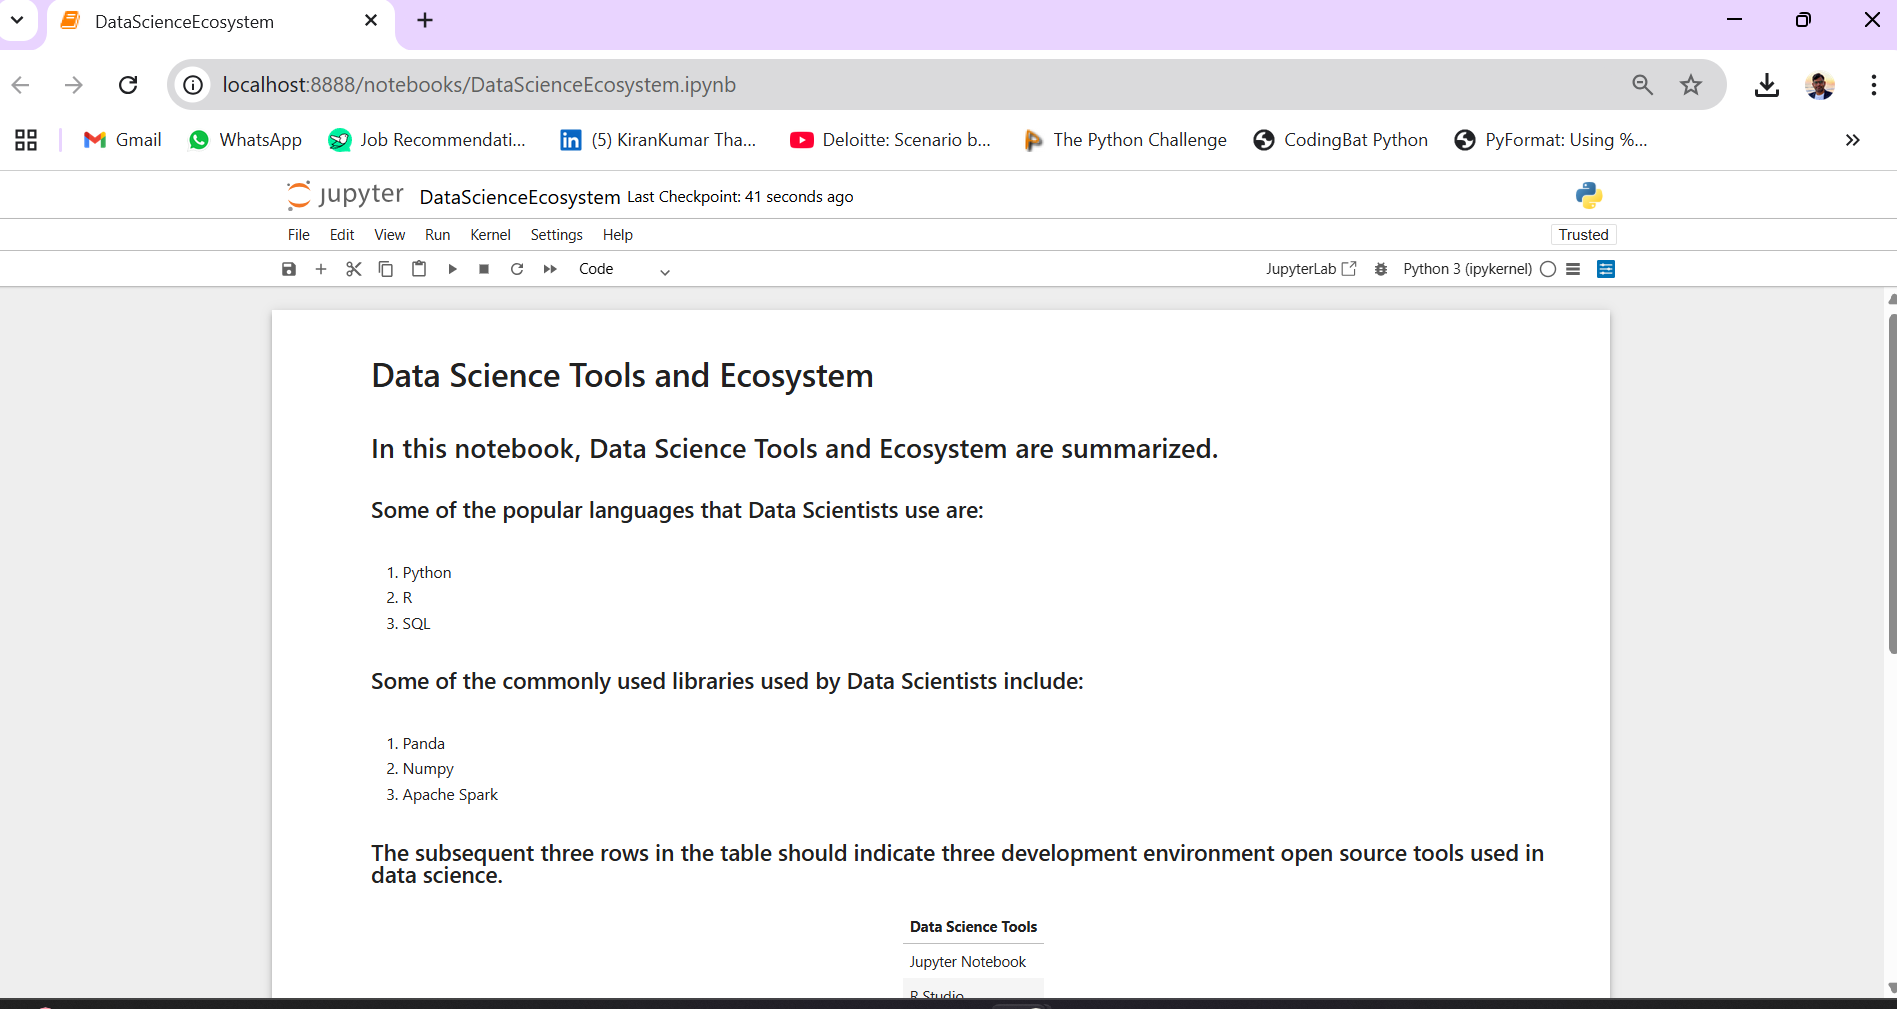 DataScienceEcosystem
localhost:8888/notebooks/DataScienceEcosystem.ipynb
Gmail WhatsApp Job Recommendati... (5) KiranKumar Tha... Deloitte: Scenario b... The Python Challenge CodingBat Python PyFormat: Using %...
jupyter DataScienceEcosystem Last Checkpoint: 41 seconds ago
File Edit View Run Kernel Settings Help Trusted
Code JupyterLab Python 3 (ipykernel)
Data Science Tools and Ecosystem
In this notebook, Data Science Tools and Ecosystem are summarized.
Some of the popular languages that Data Scientists use are:
1. Python
2. R
3. SQL
Some of the commonly used libraries used by Data Scientists include:
1. Panda
2. Numpy
3. Apache Spark
The subsequent three rows in the table should indicate three development environment open source tools used in
data science.
Data Science Tools
Jupyter Notebook
R Studio